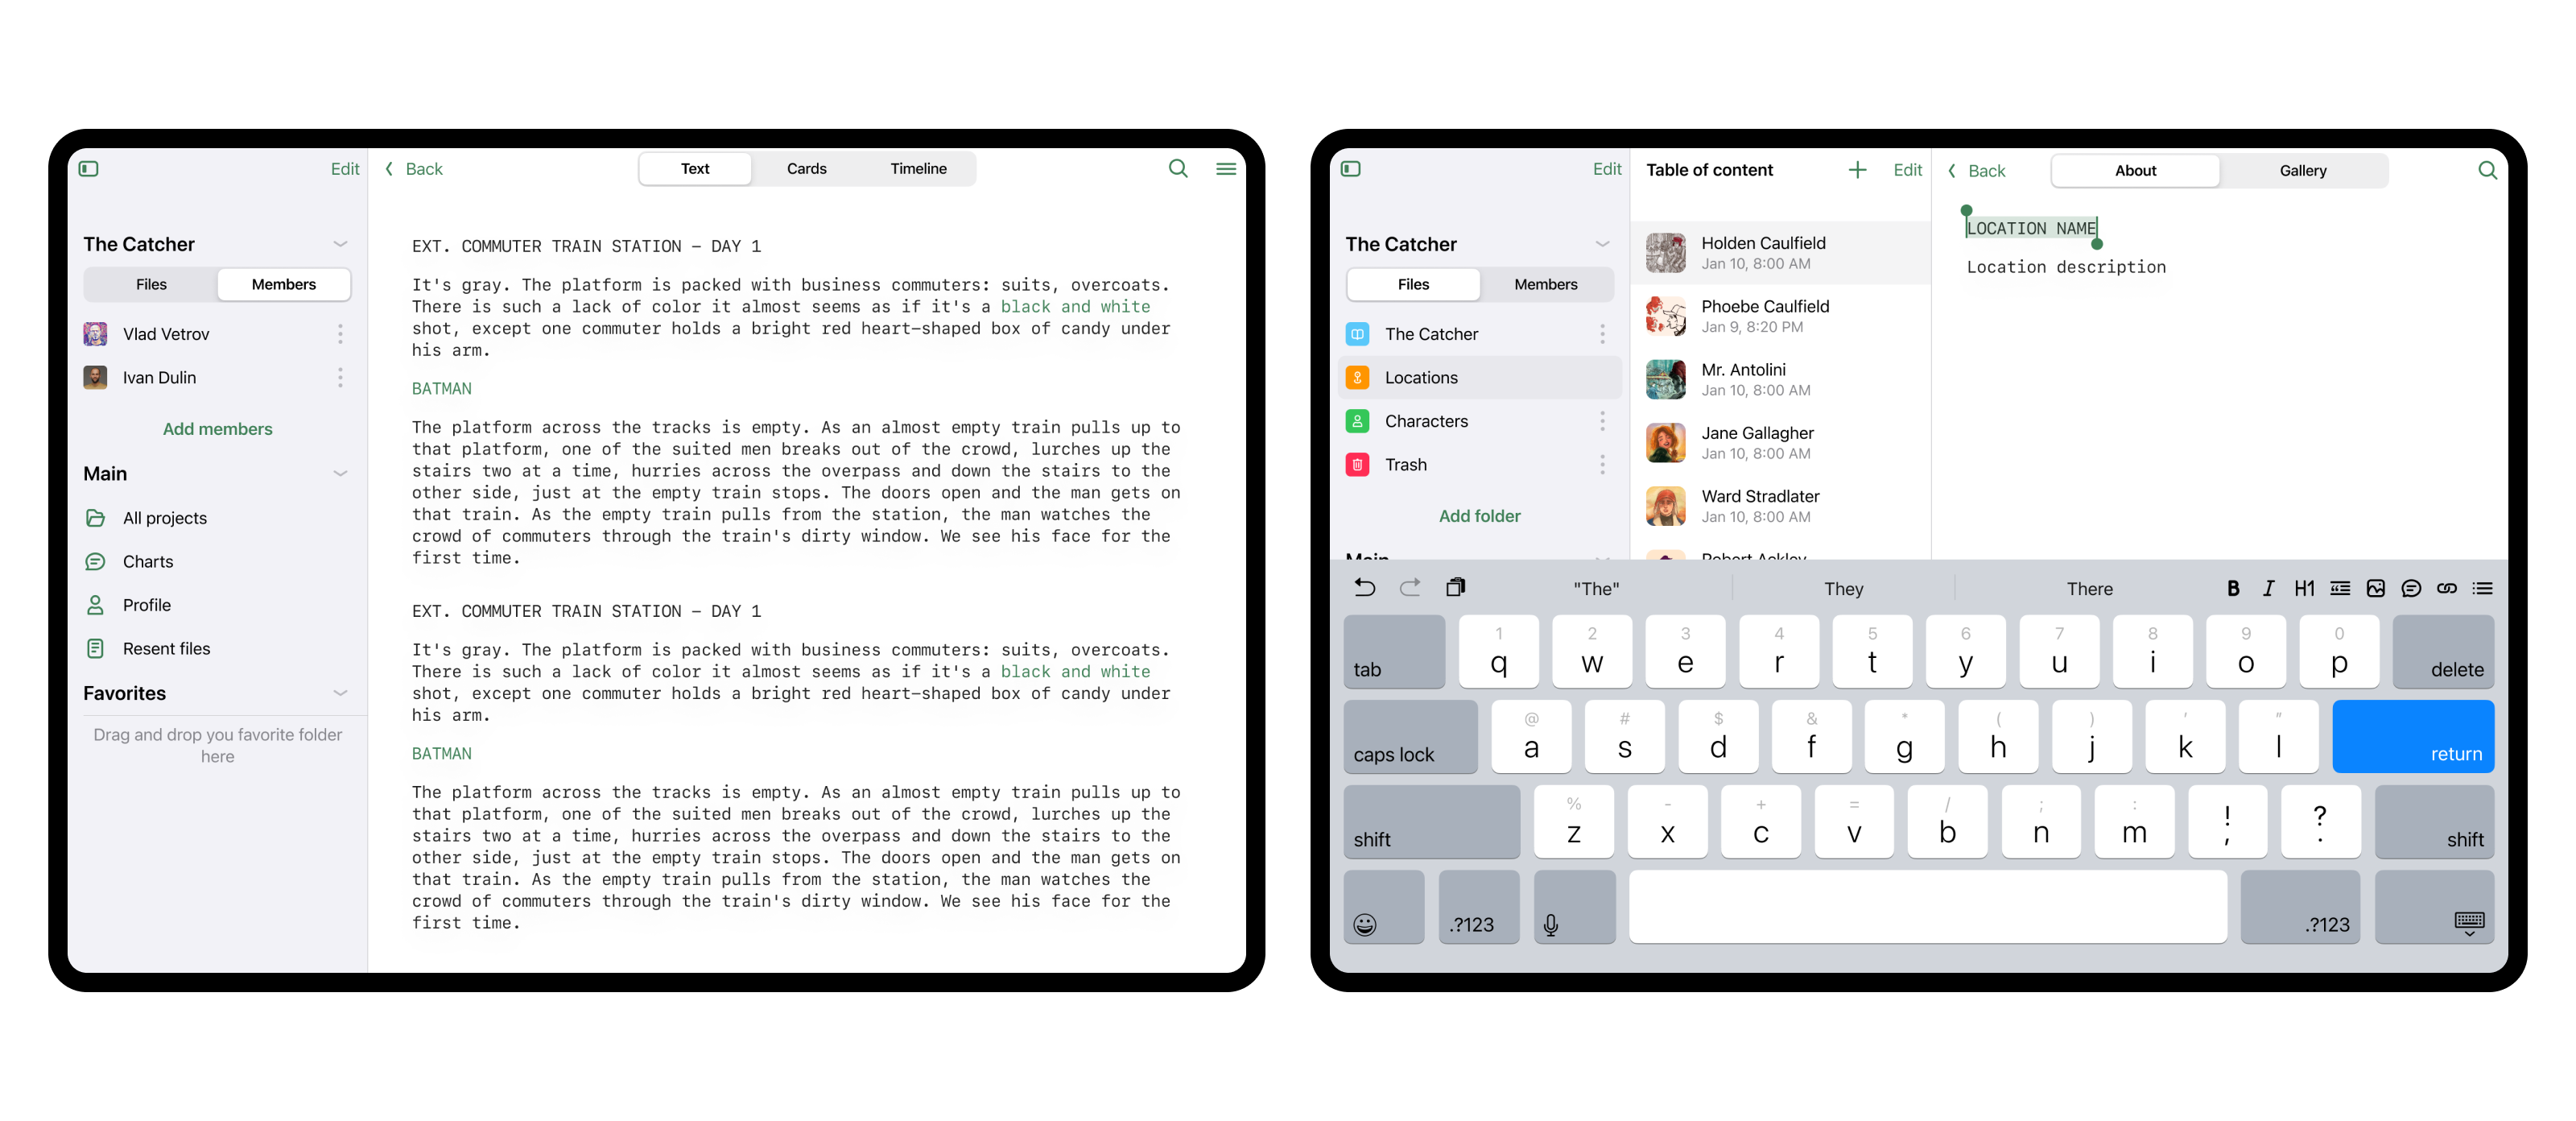 Edit
The Catcher
Files Members
Vlad Vetrov
Ivan Dulin
Add members
Main
All projects
Charts
Profile
Resent files
Favorites
Drag and drop you favorite folder
here
Back
Text Cards Timeline
EXT. COMMUTER TRAIN STATION – DAY 1
It's gray. The platform is packed with business commuters: suits, overcoats.
There is such a lack of color it almost seems as if it's a black and white
shot, except one commuter holds a bright red heart–shaped box of candy under
his arm.
BATMAN
The platform across the tracks is empty. As an almost empty train pulls up to
that platform, one of the suited men breaks out of the crowd, lurches up the
stairs two at a time, hurries across the overpass and down the stairs to the
other side, just at the empty train stops. The doors open and the man gets on
that train. As the empty train pulls from the station, the man watches the
crowd of commuters through the train's dirty window. We see his face for the
first time.
EXT. COMMUTER TRAIN STATION – DAY 1
It's gray. The platform is packed with business commuters: suits, overcoats.
There is such a lack of color it almost seems as if it's a black and white
shot, except one commuter holds a bright red heart–shaped box of candy under
his arm.
BATMAN
The platform across the tracks is empty. As an almost empty train pulls up to
that platform, one of the suited men breaks out of the crowd, lurches up the
stairs two at a time, hurries across the overpass and down the stairs to the
other side, just at the empty train stops. The doors open and the man gets on
that train. As the empty train pulls from the station, the man watches the
crowd of commuters through the train's dirty window. We see his face for the
first time.
Edit
The Catcher
Files Members
The Catcher
Locations
Characters
Trash
Add folder
Main
Table of content Edit
Holden Caulfield
Jan 10, 8:00 AM
Phoebe Caulfield
Jan 9, 8:20 PM
Mr. Antolini
Jan 10, 8:00 AM
Jane Gallagher
Jan 10, 8:00 AM
Ward Stradlater
Jan 10, 8:00 AM
Robert Ackley
Back
About Gallery
LOCATION NAME
Location description
"The" They There B I H1
1 2 3 4 5 6 7 8 9 0
tab q w e r t y u i o p delete
@ # $ & * ( ) ' "
caps lock a s d f g h j k l return
% - + = / ; : ! ?
shift z x c v b n m , . shift
.?123 .?123